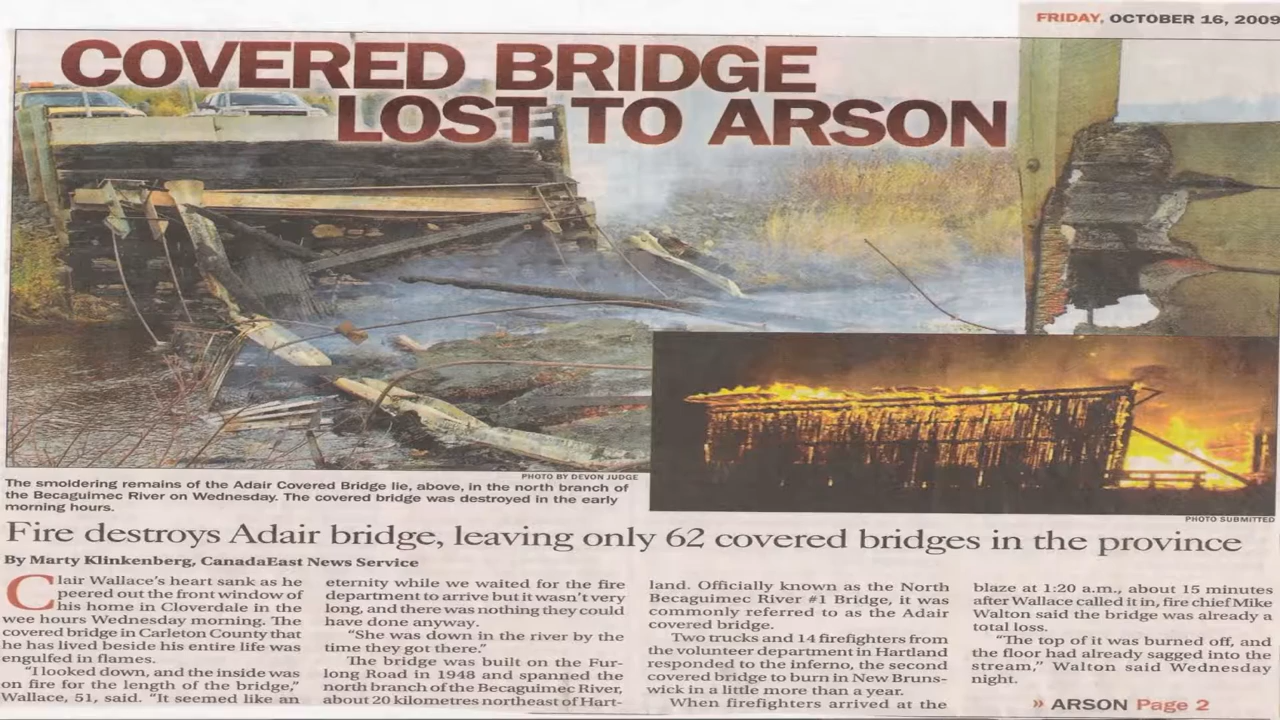 FRIDAY, OCTOBER 16, 2009
COVERED BRIDGE
LOST TO ARSON
PHOTO BY DEVON JUDGE
The smoldering remains of the Adair Covered Bridge lie, above, in the north branch of
the Becaguimec River on Wednesday. The covered bridge was destroyed in the early
morning hours.
PHOTO SUBMITTED
Fire destroys Adair bridge, leaving only 62 covered bridges in the province
By Marty Klinkenberg, CanadaEast News Service
Clair Wallace's heart sank as he
peered out the front window of
his home in Cloverdale in the
wee hours Wednesday morning. The
covered bridge in Carleton County that
he has lived beside his entire life was
engulfed in flames.
"I looked down, and the inside was
on fire for the length of the bridge,"
Wallace, 51, said. "It seemed like an
eternity while we waited for the fire
department to arrive but it wasn't very
long, and there was nothing they could
have done anyway.
"She was down in the river by the
time they got there."
The bridge was built on the Fur-
long Road in 1948 and spanned the
north branch of the Becaguimec River,
about 20 kilometres northeast of Hart-
land. Officially known as the North
Becaguimec River #1 Bridge, it was
commonly referred to as the Adair
covered bridge.
Two trucks and 14 firefighters from
the volunteer department in Hartland
responded to the inferno, the second
covered bridge to burn in New Bruns-
wick in a little more than a year.
When firefighters arrived at the
blaze at 1:20 a.m., about 15 minutes
after Wallace called it in, fire chief Mike
Walton said the bridge was already a
total loss.
"The top of it was burned off, and
the floor had already sagged into the
stream," Walton said Wednesday
night.
» ARSON Page 2